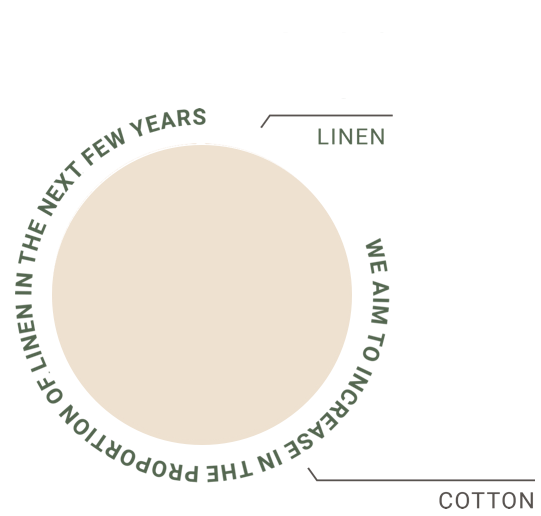 LINEN
WE AIM TO INCREASE IN THE PROPORTION OF LINEN IN THE NEXT FEW YEARS
COTTON